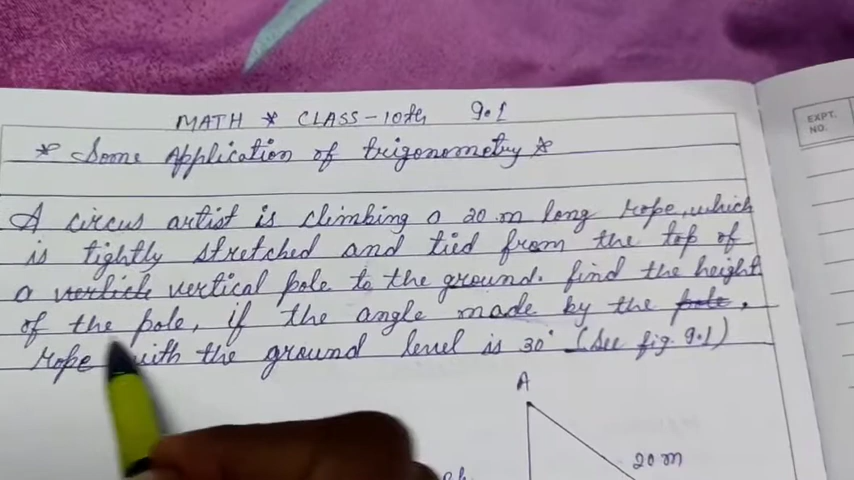 MATH * CLASS-10th 9.1
* Some Application of trigonometry *
A circus artist is climbing a 20 m long rope, which
is tightly stretched and tied from the top of
a verticle vertical pole to the ground. find the height
of the pole, if the angle made by the pole.
rope with the ground level is 30° (See fig. 9.1)
A
20 m
EXPT.
NO.